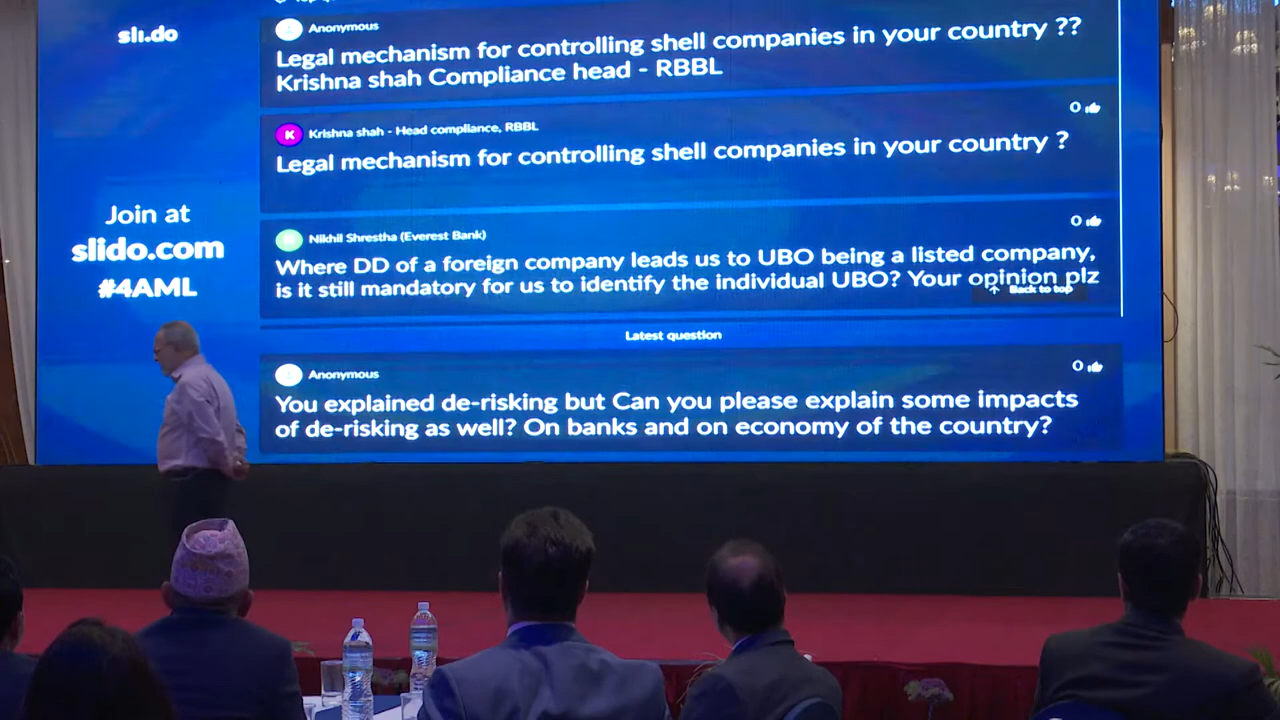 sli.do
Anonymous
Legal mechanism for controlling shell companies in your country ??
Krishna shah Compliance head - RBBL
0
K
Krishna shah - Head compliance, RBBL
Legal mechanism for controlling shell companies in your country ?
Join at
slido.com
#4AML
0
Nikhil Shrestha (Everest Bank)
Where DD of a foreign company leads us to UBO being a listed company,
is it still mandatory for us to identify the individual UBO? Your opinion plz
Back to top
Latest question
0
Anonymous
You explained de-risking but Can you please explain some impacts
of de-risking as well? On banks and on economy of the country?